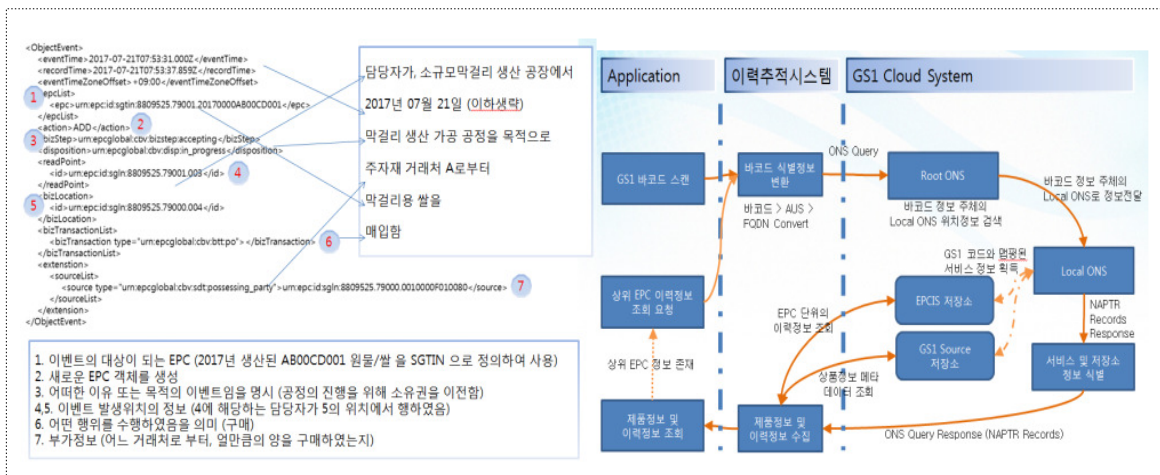 <ObjectEvent>
<eventTime>2017-07-21T07:53:31.000Z</eventTime>
<recordTime>2017-07-21T07:53:37.859Z</recordTime>
<eventTimeZoneOffset>+09:00</eventTimeZoneOffset>
<epcList>
1
<epc>urn:epc:id:sgtin:8809525.79001.20170000AB00CD001</epc>
</epcList>
<action>ADD</action>
2
3
<bizStep>urn:epcglobal:cbv:bizstep:accepting</bizStep>
<disposition>urn:epcglobal:cbv:disp:in_progress</disposition>
<readPoint>
<id>urn:epc:id:sgln:8809525.79001.003</id>
4
</readPoint>
<bizLocation>
5
<id>urn:epc:id:sgln:8809525.79000.004</id>
</bizLocation>
<bizTransactionList>
<bizTransaction type="urn:epcglobal:cbv:btt:po"></bizTransaction>
6
</bizTransactionList>
<extenstion>
<sourceList>
<source type="urn:epcglobal:cbv:sdt:possessing_party">urn:epc:id:sgln:8809525.79000.0010000F010080</source>
7
</sourceList>
</extension>
</ObjectEvent>
담당자가, 소규모막걸리 생산 공장에서
2017년 07월 21일 (이하생략)
막걸리 생산 가공 공정을 목적으로
주자재 거래처 A로부터
막걸리용 쌀을
매입함
1. 이벤트의 대상이 되는 EPC (2017년 생산된 AB00CD001 원물/쌀 을 SGTIN 으로 정의하여 사용)
2. 새로운 EPC 객체를 생성
3. 어떠한 이유 또는 목적의 이벤트임을 명시 (공정의 진행을 위해 소유권을 이전함)
4,5. 이벤트 발생위치의 정보 (4에 해당하는 담당자가 5의 위치에서 행하였음)
6. 어떤 행위를 수행하였음을 의미 (구매)
7. 부가정보 (어느 거래처로 부터, 얼만큼의 양을 구매하였는지)
Application
이력추적시스템
GS1 Cloud System
ONS Query
GS1 바코드 스캔
바코드 식별정보
변환
Root ONS
바코드 정보 주체의
Local ONS로 정보전달
바코드 > AUS >
FQDN Convert
바코드 정보 주체의
Local ONS 위치정보 검색
GS1 코드와 맵핑된
서비스 정보 획득
Local ONS
상위 EPC 이력정보
조회 요청
EPCIS 저장소
EPC 단위의
이력정보 조회
NAPTR
Records
Response
GS1 Source
저장소
상위 EPC 정보 존재
상품정보 메타
데이터 조회
서비스 및 저장소
정보 식별
제품정보 및
이력정보 조회
제품정보 및
이력정보 수집
ONS Query Response (NAPTR Records)